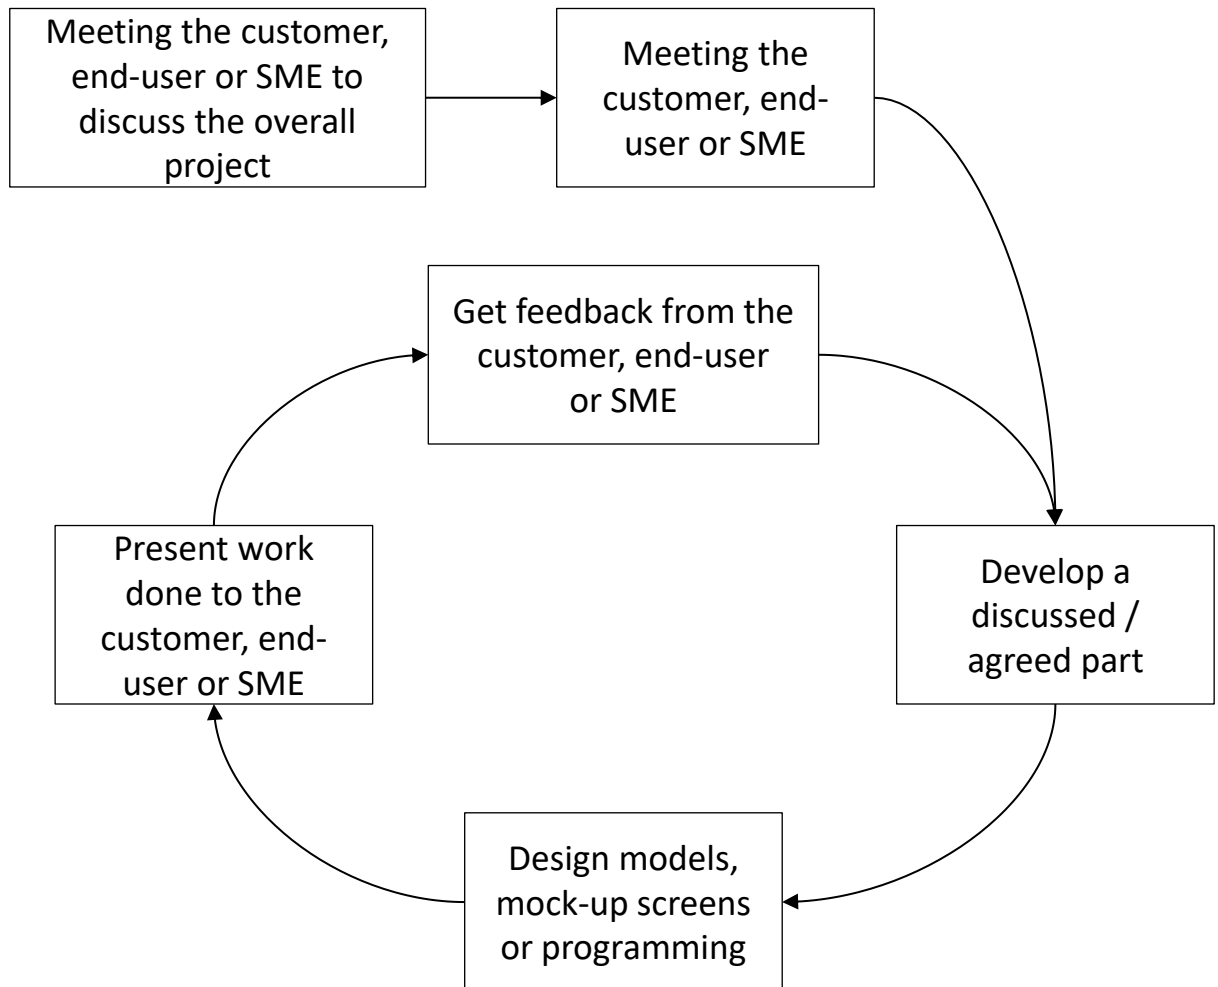 Meeting the customer,
end-user or SME to
discuss the overall
project
Meeting the
customer, end-
user or SME
Get feedback from the
customer, end-user
or SME
Present work
done to the
customer, end-
user or SME
Develop a
discussed /
agreed part
Design models,
mock-up screens
or programming